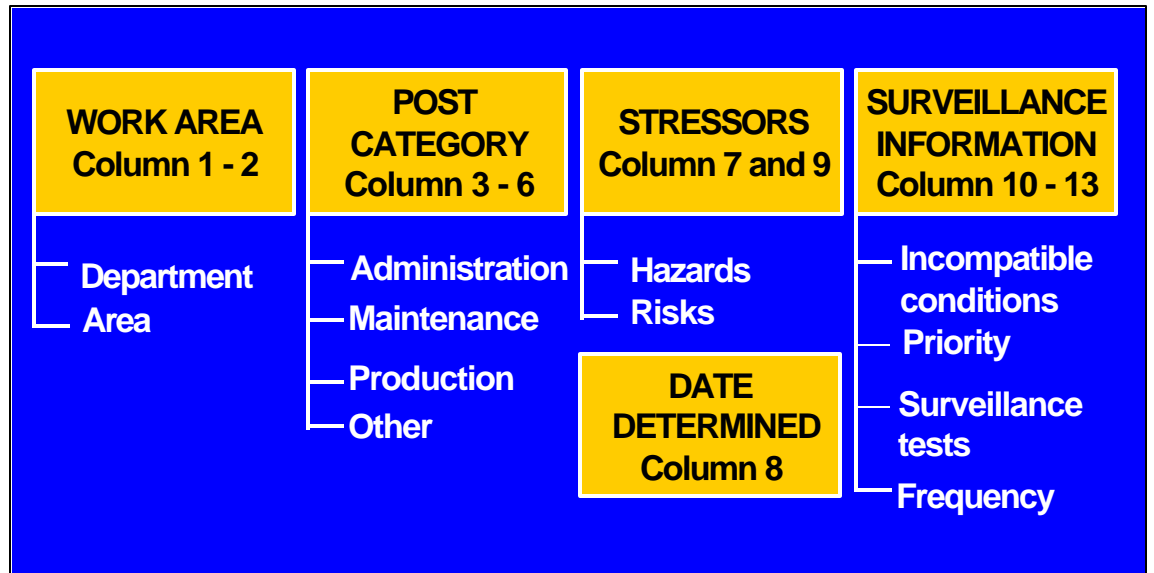 WORK AREA
Column 1 - 2
Department
Area
POST
CATEGORY
Column 3 - 6
Administration
Maintenance
Production
Other
STRESSORS
Column 7 and 9
Hazards
Risks
DATE
DETERMINED
Column 8
SURVEILLANCE
INFORMATION
Column 10 - 13
Incompatible
conditions
Priority
Surveillance
tests
Frequency